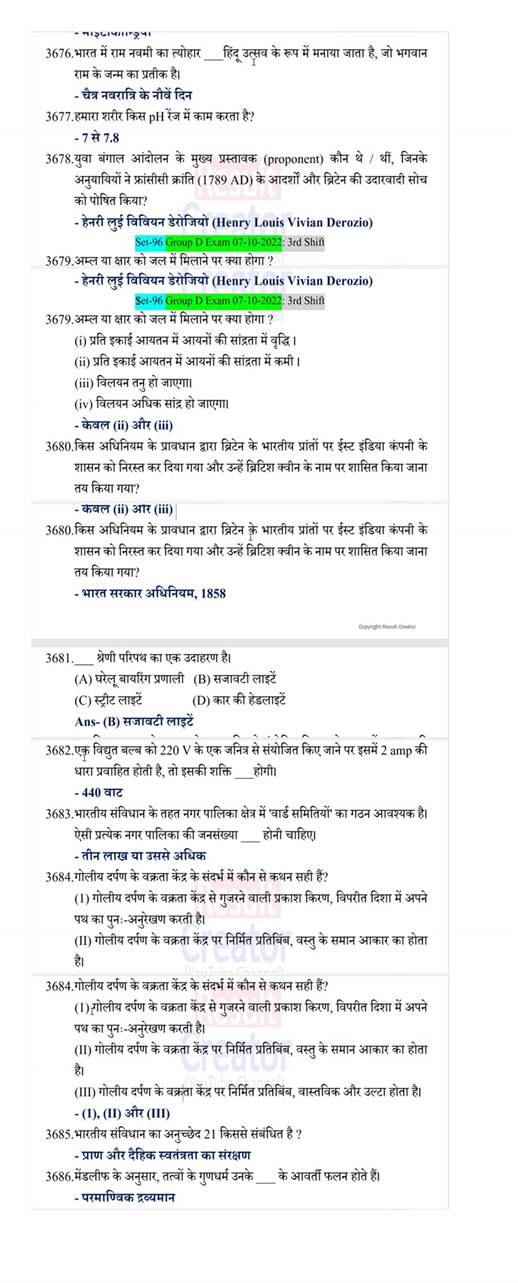 - माइटोकॉन्ड्रिया
3676.भारत में राम नवमी का त्योहार ___हिंदू उत्सव के रूप में मनाया जाता है, जो भगवान
राम के जन्म का प्रतीक है।
- चैत्र नवरात्रि के नौवें दिन
3677.हमारा शरीर किस pH रेंज में काम करता है?
- 7 से 7.8
3678.युवा बंगाल आंदोलन के मुख्य प्रस्तावक (proponent) कौन थे / थीं, जिनके
अनुयायियों ने फ्रांसीसी क्रांति (1789 AD) के आदर्शों और ब्रिटेन की उदारवादी सोच
को पोषित किया?
- हेनरी लुई विवियन डेरोजियो (Henry Louis Vivian Derozio)
Set-96 Group D Exam 07-10-2022: 3rd Shift
3679.अम्ल या क्षार को जल में मिलाने पर क्या होगा ?
- हेनरी लुई विवियन डेरोजियो (Henry Louis Vivian Derozio)
Set-96 Group D Exam 07-10-2022: 3rd Shift
3679.अम्ल या क्षार को जल में मिलाने पर क्या होगा ?
(i) प्रति इकाई आयतन में आयनों की सांद्रता में वृद्धि।
(ii) प्रति इकाई आयतन में आयनों की सांद्रता में कमी।
(iii) विलयन तनु हो जाएगा।
(iv) विलयन अधिक सांद्र हो जाएगा।
- केवल (ii) और (iii)
3680.किस अधिनियम के प्रावधान द्वारा ब्रिटेन के भारतीय प्रांतों पर ईस्ट इंडिया कंपनी के
शासन को निरस्त कर दिया गया और उन्हें ब्रिटिश क्वीन के नाम पर शासित किया जाना
तय किया गया?
- केवल (ii) और (iii)
3680.किस अधिनियम के प्रावधान द्वारा ब्रिटेन के भारतीय प्रांतों पर ईस्ट इंडिया कंपनी के
शासन को निरस्त कर दिया गया और उन्हें ब्रिटिश क्वीन के नाम पर शासित किया जाना
तय किया गया?
- भारत सरकार अधिनियम, 1858
Copyright Result Creator
3681.___ श्रेणी परिपथ का एक उदाहरण है।
(A) घरेलू वायरिंग प्रणाली (B) सजावटी लाइटें
(C) स्ट्रीट लाइटें (D) कार की हेडलाइटें
Ans- (B) सजावटी लाइटें
3682.एक विद्युत बल्ब को 220 V के एक जनित्र से संयोजित किए जाने पर इसमें 2 amp की
धारा प्रवाहित होती है, तो इसकी शक्ति ___होगी।
- 440 वाट
3683.भारतीय संविधान के तहत नगर पालिका क्षेत्र में 'वार्ड समितियों' का गठन आवश्यक है।
ऐसी प्रत्येक नगर पालिका की जनसंख्या ___ होनी चाहिए।
- तीन लाख या उससे अधिक
3684.गोलीय दर्पण के वक्रता केंद्र के संदर्भ में कौन से कथन सही हैं?
(1) गोलीय दर्पण के वक्रता केंद्र से गुजरने वाली प्रकाश किरण, विपरीत दिशा में अपने
पथ का पुनः-अनुरेखण करती है।
(II) गोलीय दर्पण के वक्रता केंद्र पर निर्मित प्रतिबिंब, वस्तु के समान आकार का होता
है।
3684.गोलीय दर्पण के वक्रता केंद्र के संदर्भ में कौन से कथन सही हैं?
(1) गोलीय दर्पण के वक्रता केंद्र से गुजरने वाली प्रकाश किरण, विपरीत दिशा में अपने
पथ का पुनः-अनुरेखण करती है।
(II) गोलीय दर्पण के वक्रता केंद्र पर निर्मित प्रतिबिंब, वस्तु के समान आकार का होता
है।
(III) गोलीय दर्पण के वक्रता केंद्र पर निर्मित प्रतिबिंब, वास्तविक और उल्टा होता है।
- (1), (II) और (III)
3685.भारतीय संविधान का अनुच्छेद 21 किससे संबंधित है ?
- प्राण और दैहिक स्वतंत्रता का संरक्षण
3686.मेंडलीफ के अनुसार, तत्वों के गुणधर्म उनके ___ के आवर्ती फलन होते हैं।
- परमाण्विक द्रव्यमान